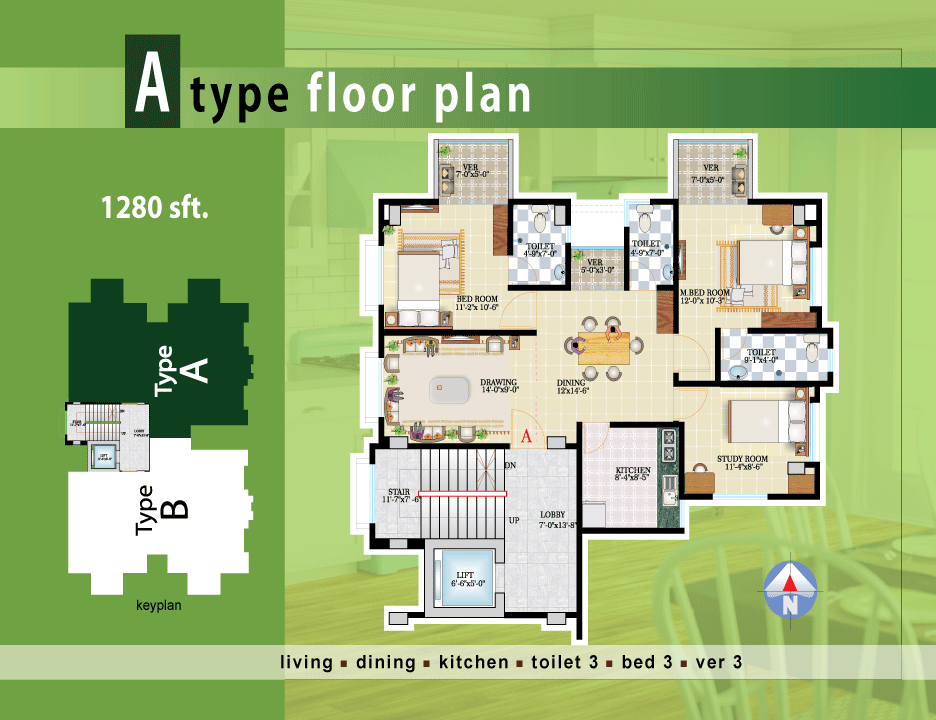 A type floor plan
1280 sft.
VER
7'-0"x5'-0"
VER
7'-0"x5'-0"
TOILET
4'-9"x7'-0"
TOILET
4'-9"x7'-0"
VER
5'-0"x3'-0"
BED ROOM
11'-2"x 10'-6"
M.BED ROOM
12'-0"x 10'-3"
TOILET
9'-1"x4'-0"
DRAWING
14'-0"x9'-0"
DINING
12'x14'-6"
A
STUDY ROOM
11'-4"x8'-6"
KITCHEN
8'-4"x8'-5"
DN
STAIR
11'-7"x7'-6"
UP
LOBBY
7'-0"x13'-8"
LIFT
6'-6"x5'-0"
Type
A
DN
UP
LOBBY
LIFT
Type
B
keyplan
N
living ▪ dining ▪ kitchen ▪ toilet 3 ▪ bed 3 ▪ ver 3